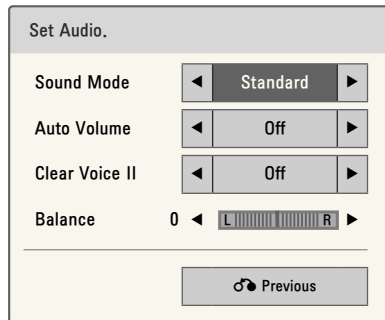 Set Audio.
Sound Mode ◀ Standard ▶
Auto Volume ◀ Off ▶
Clear Voice II ◀ Off ▶
Balance 0 ◀ L R ▶
Previous